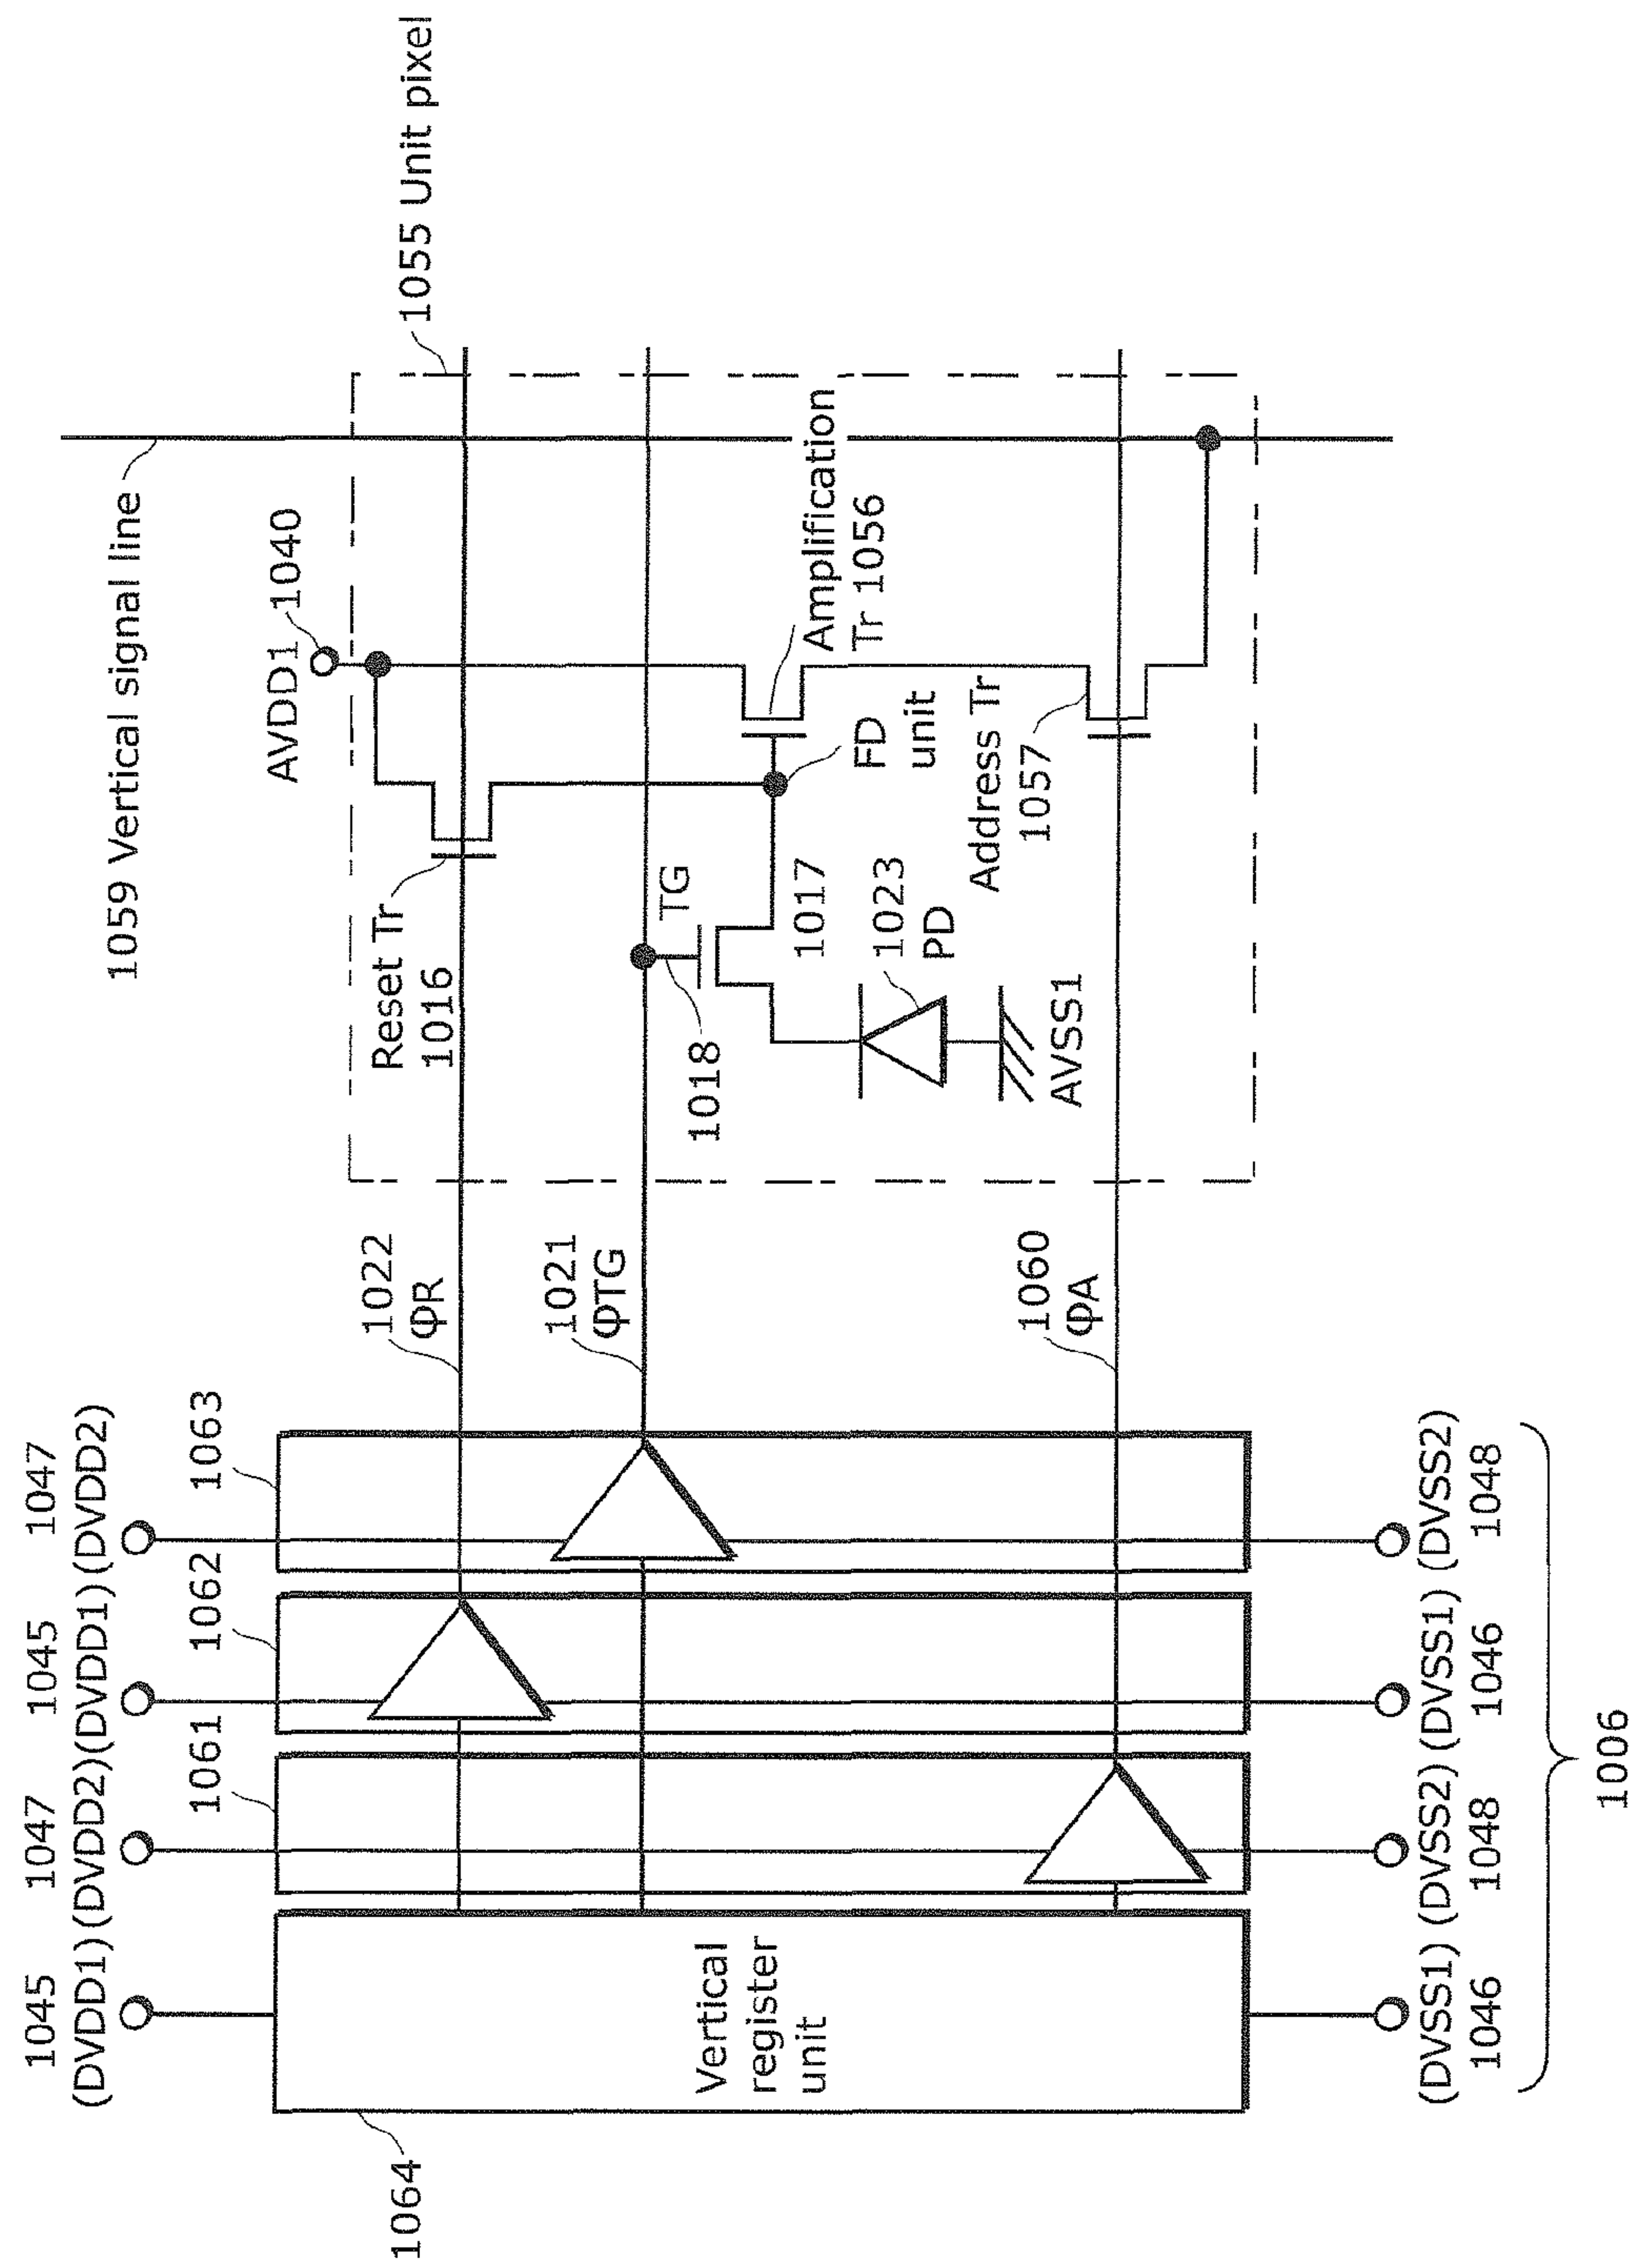 1059 Vertical signal line
1045
(DVDD1)
1047
(DVDD2)
1045
(DVDD1)
1047
(DVDD2)
1061
1062
1063
1064
Vertical
register
unit
1022
ΦR
1021
ΦTG
1060
ΦA
AVDD1
1040
1055 Unit pixel
Reset Tr
1016
TG
1018
1017
1023
PD
AVSS1
FD
unit
Amplification
Tr 1056
Address Tr
1057
(DVSS1)
1046
(DVSS2)
1048
(DVSS1)
1046
(DVSS2)
1048
1006